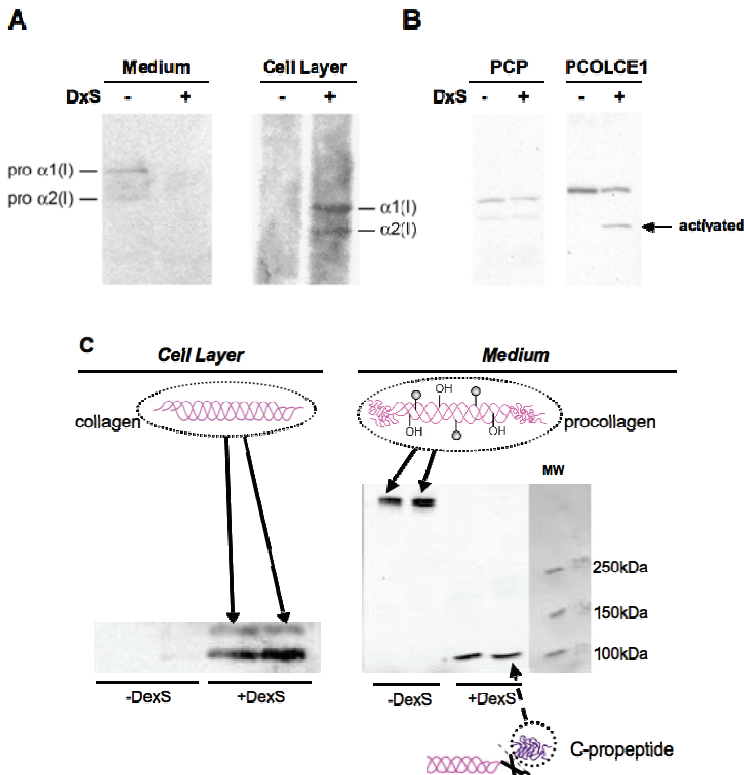 A
B
Medium
Cell Layer
PCP
PCOLCE1
DxS - +
- +
DxS - +
- +
pro α1(I)
pro α2(I)
α1(I)
α2(I)
activated
C
Cell Layer
Medium
collagen
OH
OH
OH
procollagen
MW
250kDa
150kDa
100kDa
-DexS
+DexS
-DexS
+DexS
C-propeptide